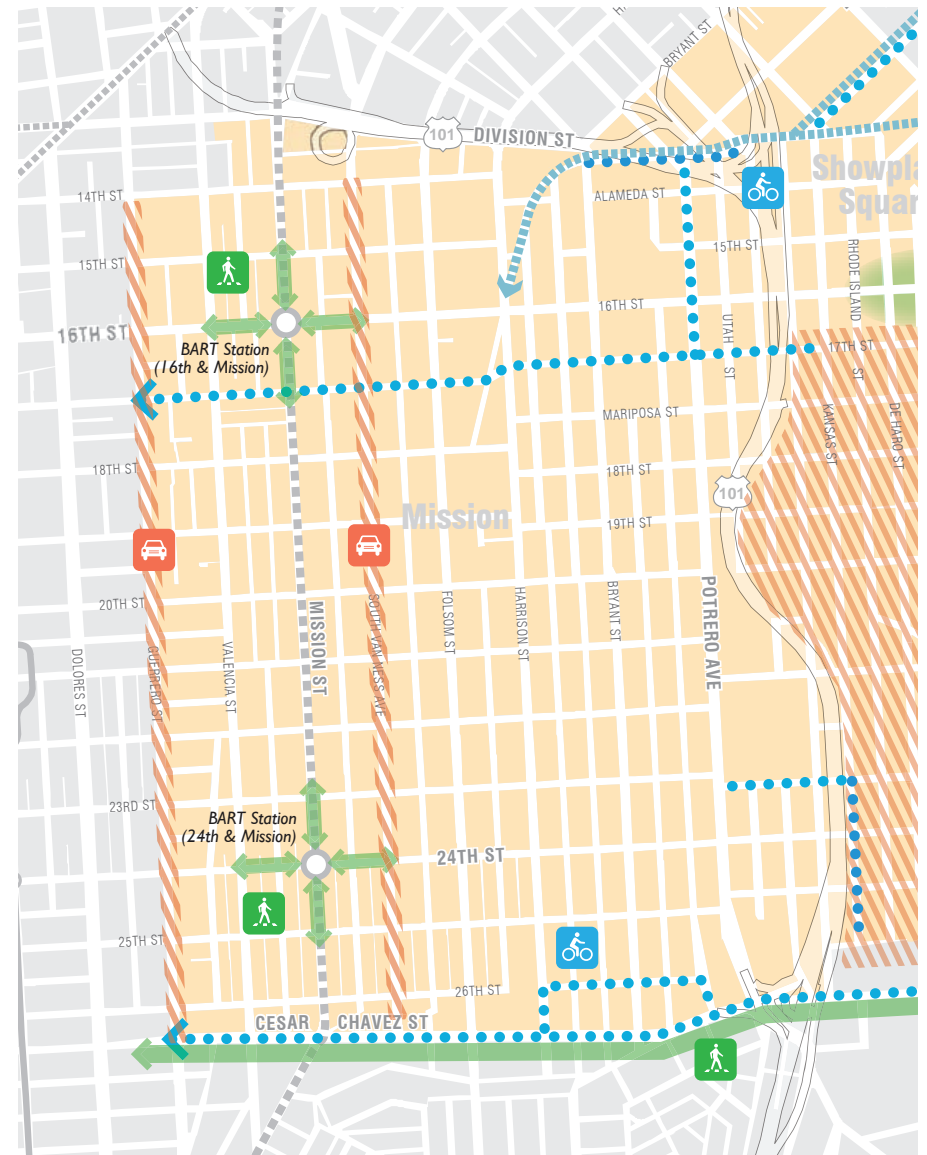 BRYANT ST
101
DIVISION ST
Showpla
Squar
14TH ST
ALAMEDA ST
15TH ST
15TH ST
RHODE ISLAND
ST
16TH ST
16TH ST
UTAH
ST
17TH ST
BART Station
(16th & Mission)
MARIPOSA ST
KANSAS ST
DE HARO ST
18TH ST
18TH ST
101
Mission
19TH ST
20TH ST
DOLORES ST
GUERRERO ST
VALENCIA ST
MISSION ST
SOUTH VAN NESS AVE
FOLSOM ST
HARRISON ST
BRYANT ST
POTRERO AVE
23RD ST
BART Station
(24th & Mission)
24TH ST
25TH ST
26TH ST
CESAR CHAVEZ ST